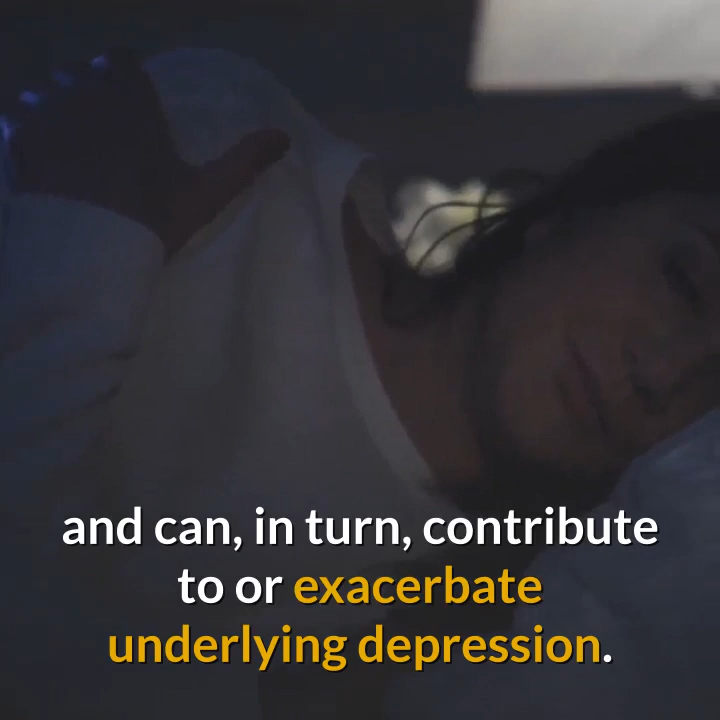 and can, in turn, contribute
to or exacerbate
underlying depression.